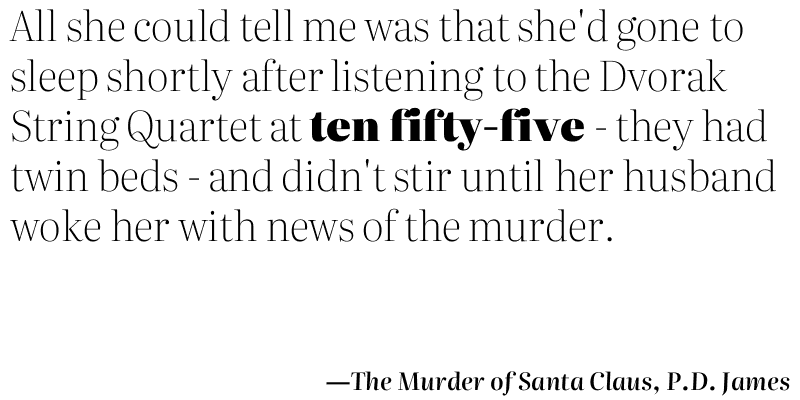 All she could tell me was that she'd gone to
sleep shortly after listening to the Dvorak
String Quartet at ten fifty-five - they had
twin beds - and didn't stir until her husband
woke her with news of the murder.
—The Murder of Santa Claus, P.D. James